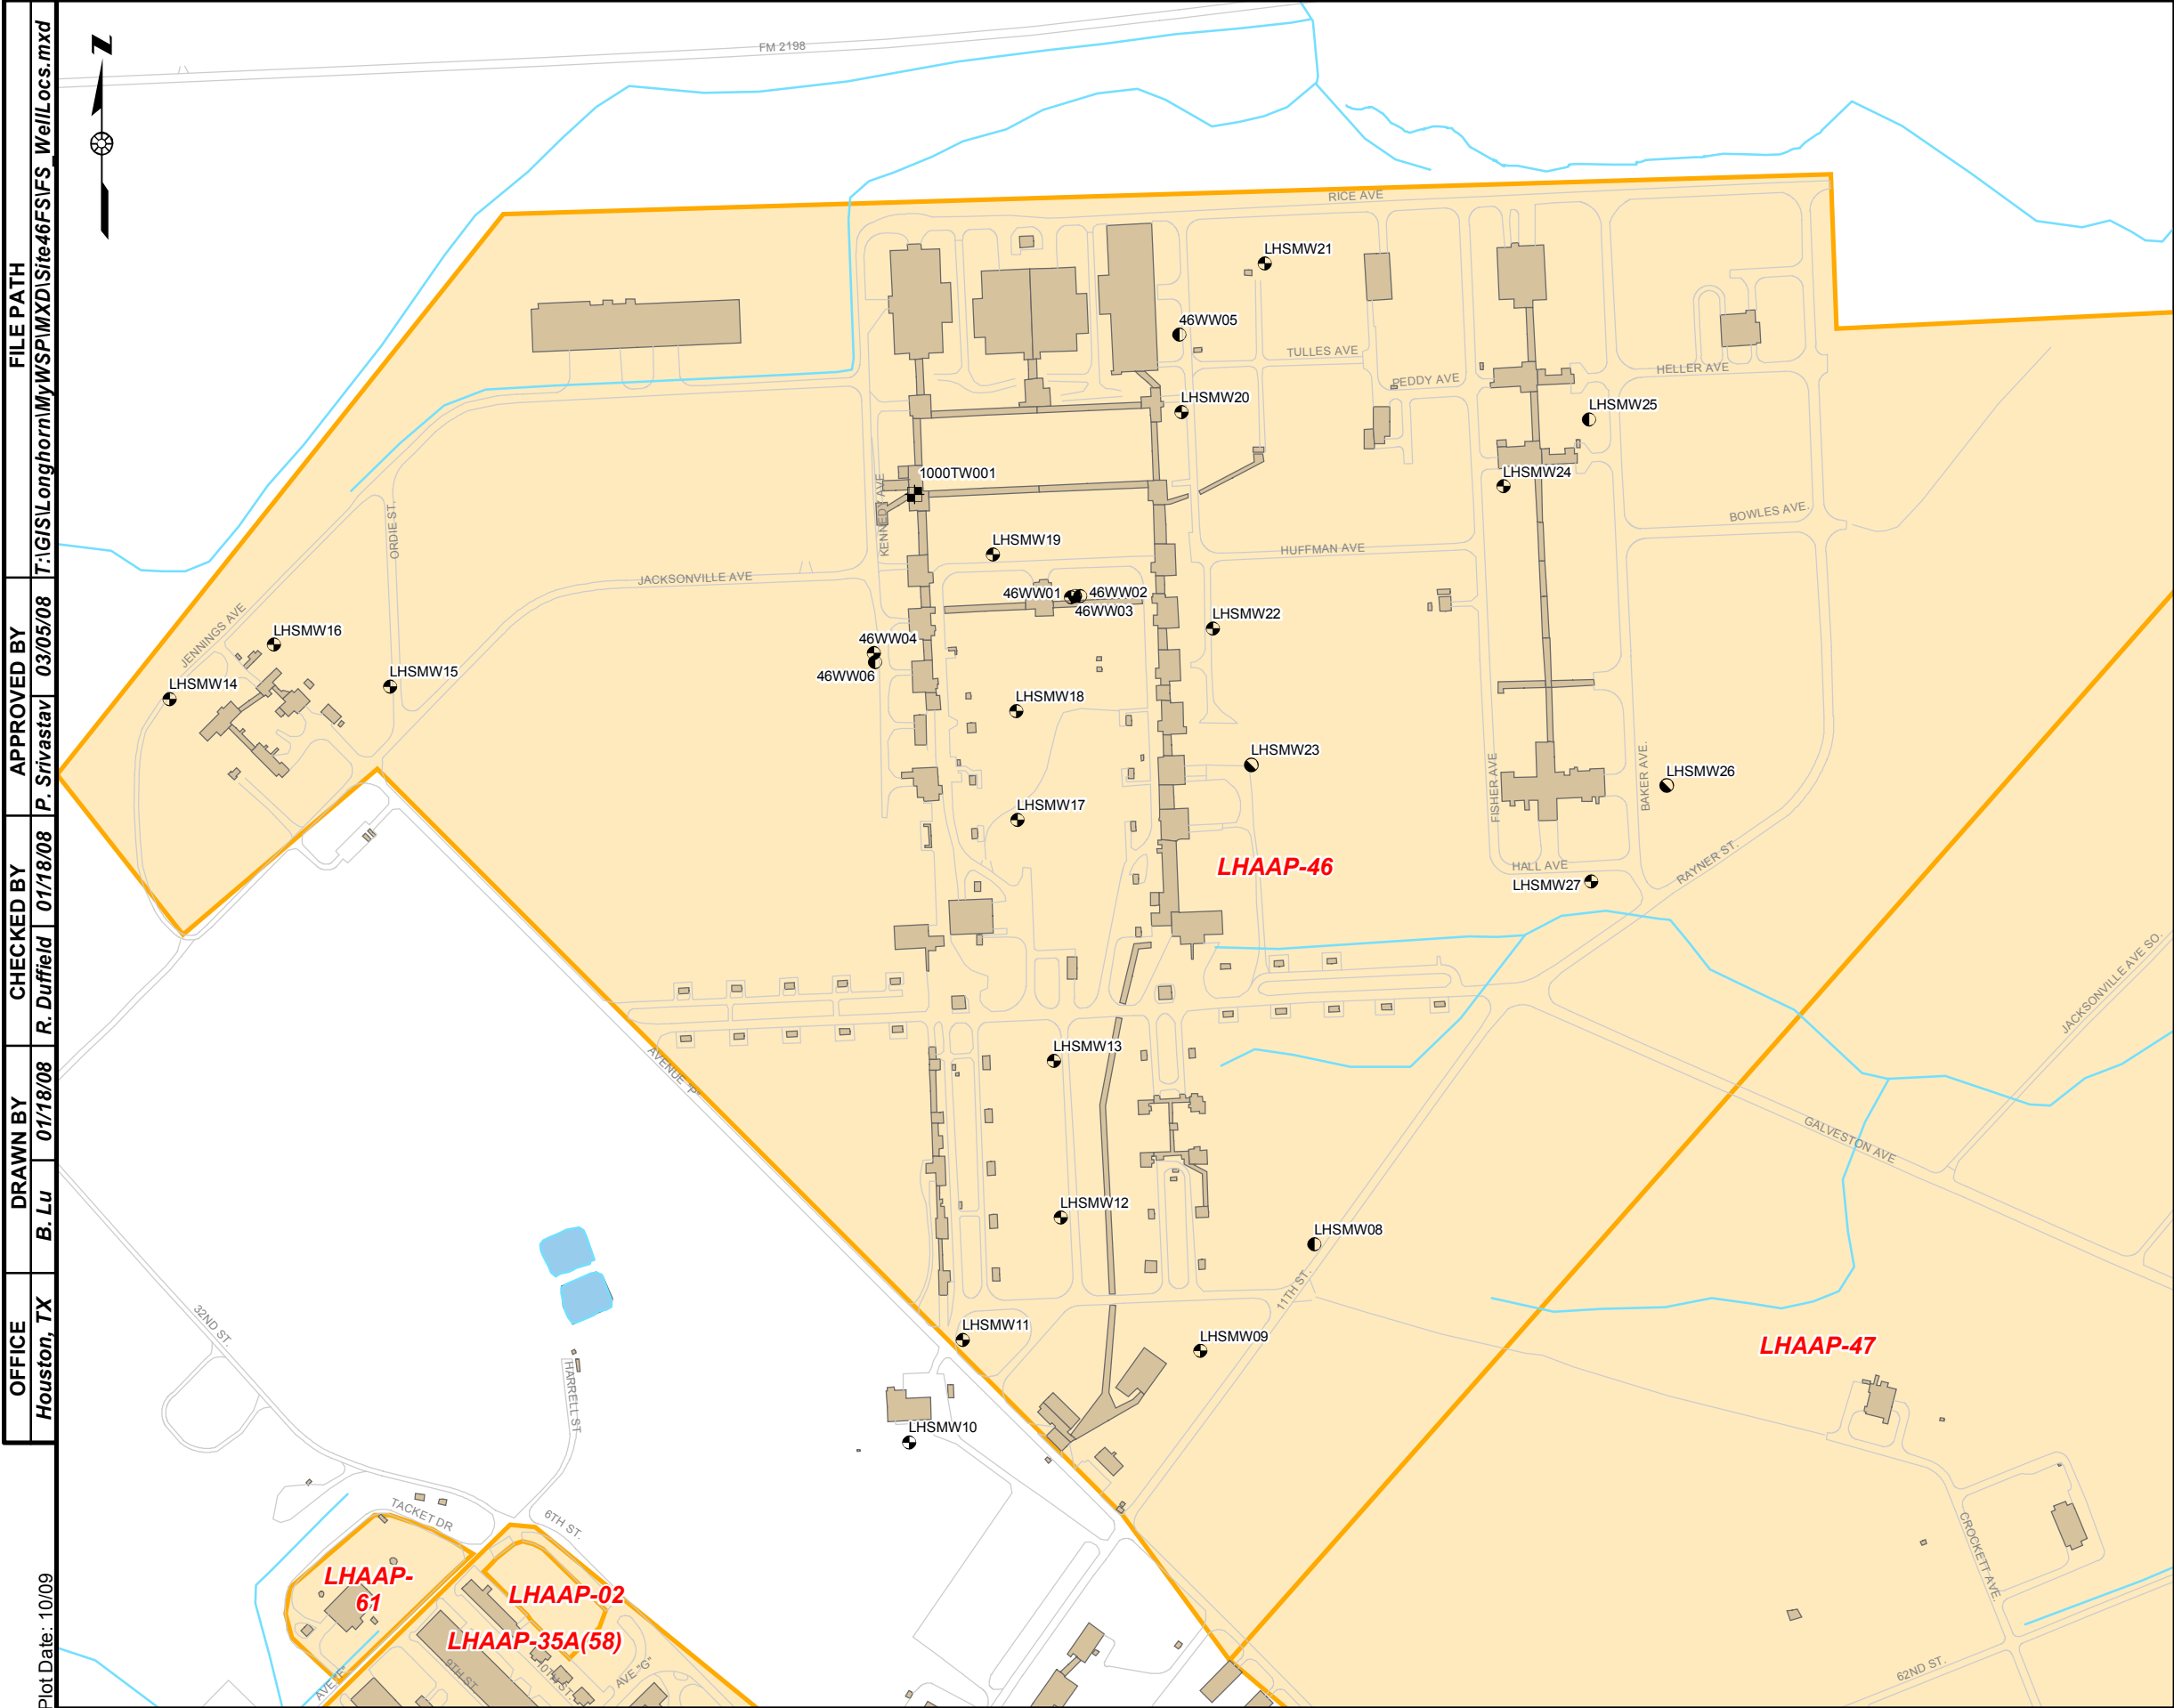 FILE PATH
T:\GIS\Longhorn\MyWSP\MXD\Site46FS\FS_WellLocs.mxd
APPROVED BY
P. Srivastav 03/05/08
CHECKED BY
R. Duffield 01/18/08
DRAWN BY
B. Lu 01/18/08
OFFICE
Houston, TX
Plot Date: 10/09
N
FM 2198
RICE AVE
LHSMW21
46WW05
TULLES AVE
PEDDY AVE
HELLER AVE
LHSMW20
LHSMW25
1000TW001
LHSMW24
KENNEDY AVE
ORDIE ST.
BOWLES AVE.
LHSMW19
HUFFMAN AVE
JACKSONVILLE AVE
46WW01
46WW02
46WW03
JENNINGS AVE
LHSMW16
LHSMW22
46WW04
46WW06
LHSMW15
LHSMW14
LHSMW18
LHSMW23
LHSMW26
FISHER AVE
BAKER AVE.
LHSMW17
LHAAP-46
HALL AVE
RAYNER ST.
LHSMW27
JACKSONVILLE AVE SO.
LHSMW13
AVENUE "P"
GALVESTON AVE
LHSMW12
LHSMW08
11TH ST.
32ND ST.
LHSMW11
LHSMW09
LHAAP-47
HARRELL ST
LHSMW10
TACKET DR
6TH ST.
CROCKETT AVE.
LHAAP-
61
LHAAP-02
LHAAP-35A(58)
9TH ST
10TH ST.
AVE "G"
62ND ST.